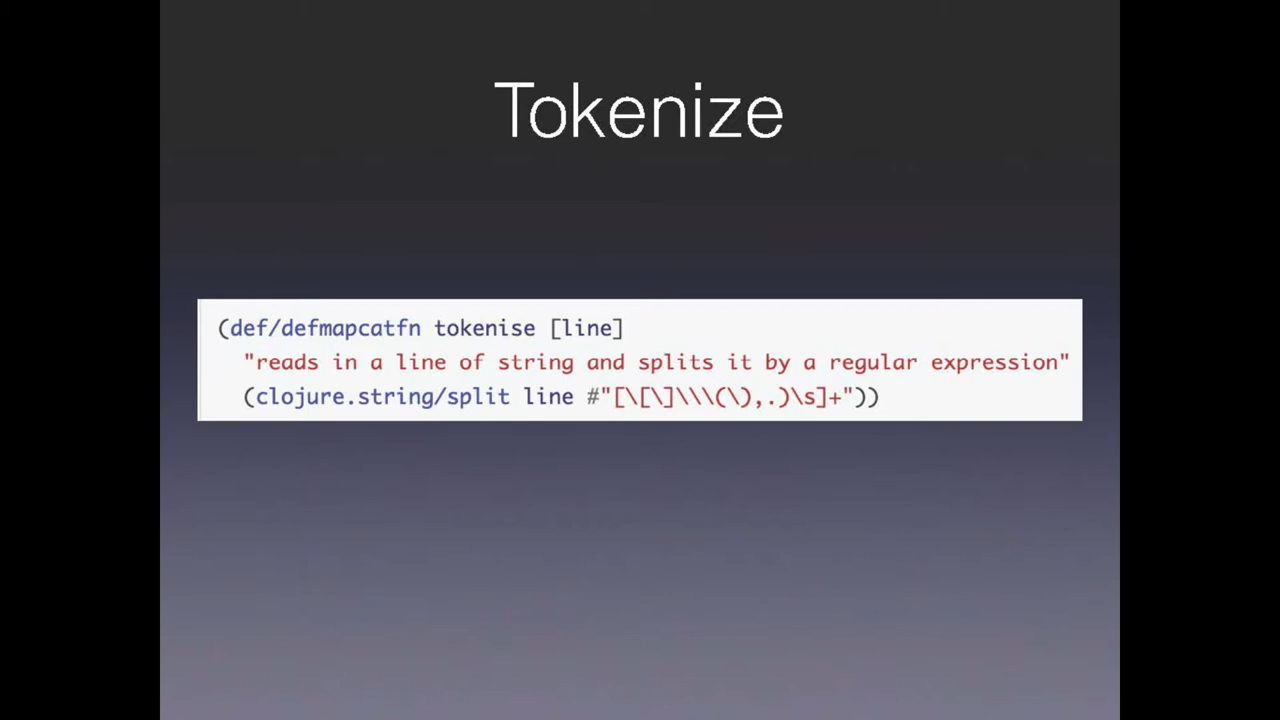 Tokenize
(def/defmapcatfn tokenise [line]
"reads in a line of string and splits it by a regular expression"
(clojure.string/split line #"[\[\]\\\(\),.)\s]+"))